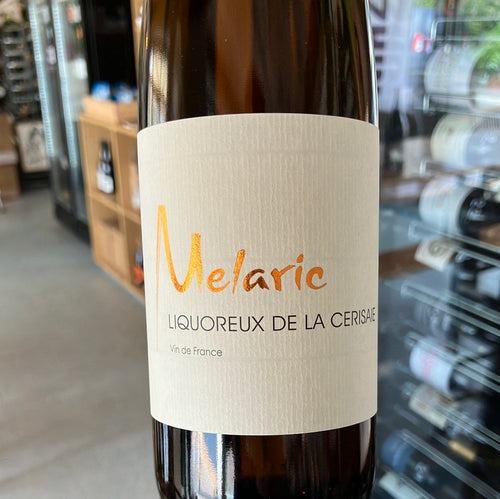 Melaric
LIQUOREUX DE LA CERISAIE
Vin de France